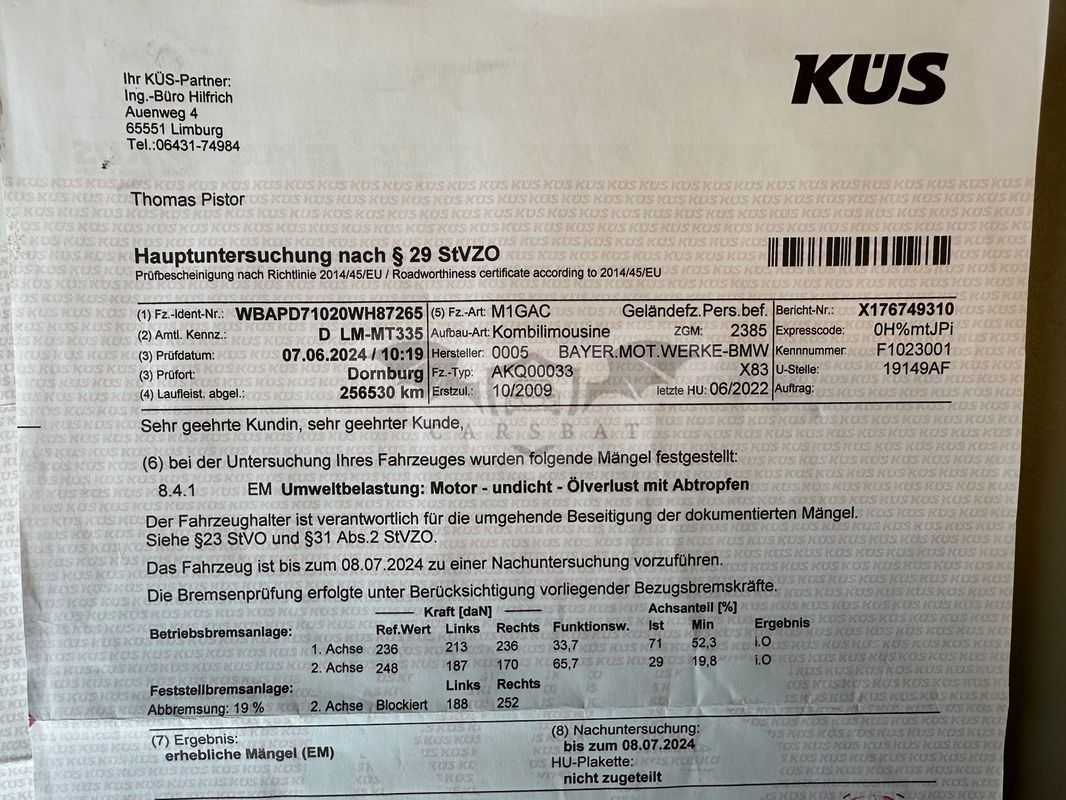 KÜS
Ihr KÜS-Partner:
Ing.-Büro Hilfrich
Auenweg 4
65551 Limburg
Tel.:06431-74984
Thomas Pistor
Hauptuntersuchung nach § 29 StVZO
Prüfbescheinigung nach Richtlinie 2014/45/EU / Roadworthiness certificate according to 2014/45/EU
(1) Fz.-Ident-Nr.: WBAPD71020WH87265 (5) Fz.-Art: M1GAC Geländefz.Pers.bef. Bericht-Nr.: X176749310
(2) Amtl. Kennz.: D LM-MT335 Aufbau-Art: Kombilimousine ZGM: 2385 Expresscode: 0H%mtJPi
(3) Prüfdatum: 07.06.2024 / 10:19 Hersteller: 0005 BAYER.MOT.WERKE-BMW Kennnummer: F1023001
(3) Prüfort: Dornburg Fz.-Typ: AKQ00033 X83 U-Stelle: 19149AF
(4) Laufleist. abgel.: 256530 km Erstzul.: 10/2009 letzte HU: 06/2022 Auftrag:
Sehr geehrte Kundin, sehr geehrter Kunde,
CARSBAT
(6) bei der Untersuchung Ihres Fahrzeuges wurden folgende Mängel festgestellt:
8.4.1 EM Umweltbelastung: Motor - undicht - Ölverlust mit Abtropfen
Der Fahrzeughalter ist verantwortlich für die umgehende Beseitigung der dokumentierten Mängel.
Siehe §23 StVO und §31 Abs.2 StVZO.
Das Fahrzeug ist bis zum 08.07.2024 zu einer Nachuntersuchung vorzuführen.
Die Bremsenprüfung erfolgte unter Berücksichtigung vorliegender Bezugsbremskräfte.
Kraft [daN] Achsanteil [%]
Betriebsbremsanlage: Ref.Wert Links Rechts Funktionsw. Ist Min Ergebnis
1. Achse 236 213 236 33,7 71 52,3 i.O
2. Achse 248 187 170 65,7 29 19,8 i.O
Feststellbremsanlage: Links Rechts
Abbremsung: 19 % 2. Achse Blockiert 188 252
(7) Ergebnis:
erhebliche Mängel (EM)
(8) Nachuntersuchung:
bis zum 08.07.2024
HU-Plakette:
nicht zugeteilt